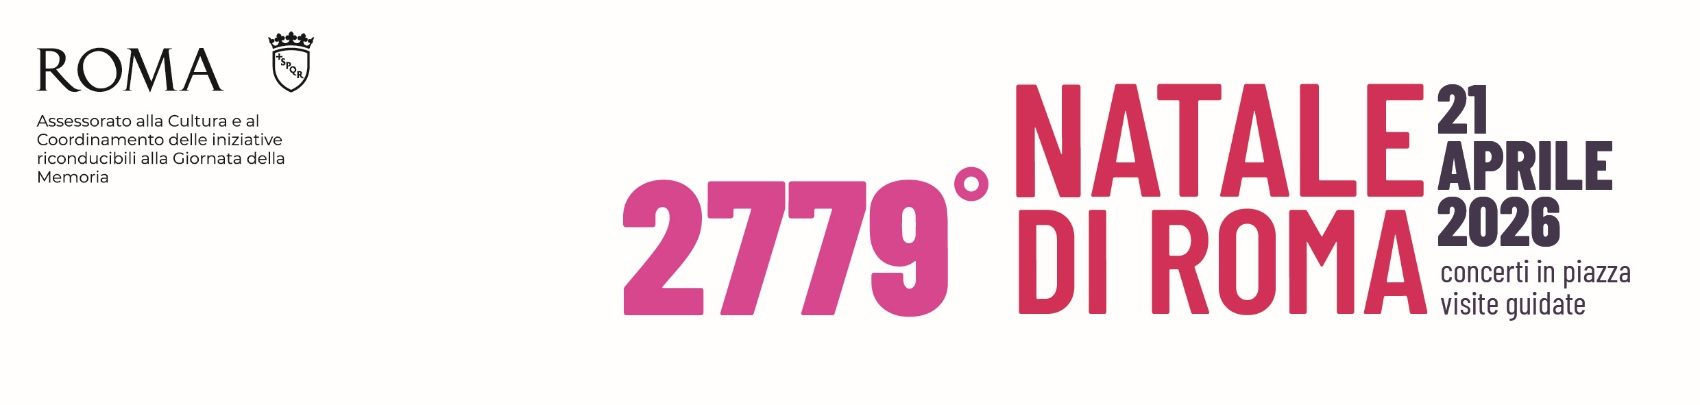 ROMA
XSPQR
Assessorato alla Cultura e al
Coordinamento delle iniziative
riconducibili alla Giornata della
Memoria
2779°
NATALE
DI ROMA
21
APRILE
2026
concerti in piazza
visite guidate